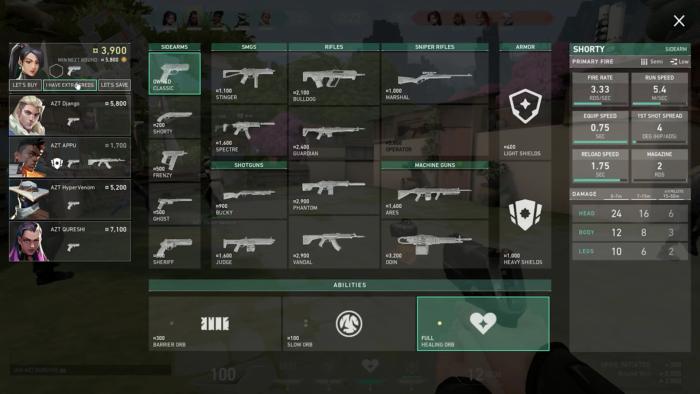 ¤ 3,900
MIN NEXT ROUND: ¤ 5,800
LET'S BUY
LET'S SAVE
AZT Django ¤ 5,800
AZT APPU ¤ 1,700
AZT HyperVenom ¤ 5,200
AZT QURESHI ¤ 7,100
SIDEARMS
SMGS
RIFLES
SNIPER RIFLES
ARMOR
OWNED
CLASSIC
¤200
SHORTY
¤500
FRENZY
¤500
GHOST
¤800
SHERIFF
¤1,100
STINGER
¤1,600
SPECTRE
SHOTGUNS
¤900
BUCKY
¤1,600
JUDGE
¤2,100
BULLDOG
¤2,400
GUARDIAN
¤2,900
PHANTOM
¤2,900
VANDAL
¤1,000
MARSHAL
OPERATOR
MACHINE GUNS
¤1,600
ARES
¤3,200
ODIN
¤400
LIGHT SHIELDS
¤1,000
HEAVY SHIELDS
ABILITIES
¤300
BARRIER ORB
¤100
SLOW ORB
FULL
HEALING ORB
SHORTY
SIDEARM
PRIMARY FIRE
Semi
Low
FIRE RATE
3.33
RDS/SEC
RUN SPEED
5.4
M/SEC
EQUIP SPEED
0.75
SEC
1ST SHOT SPREAD
4
DEG (HIP/ADS)
RELOAD SPEED
1.75
SEC
MAGAZINE
2
RDS
DAMAGE
HEAD 24 16 6
BODY 12 8 3
LEGS 10 6 2
100
12